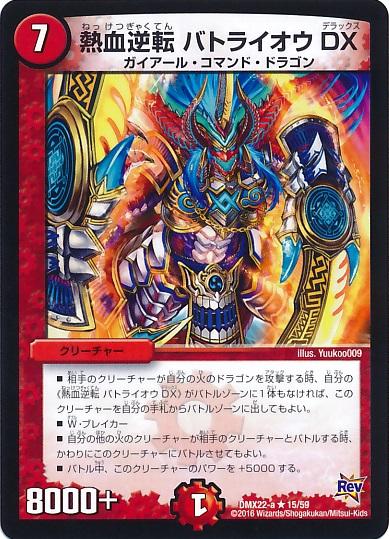 ねっけつぎゃくてん デラックス
7 熱血逆転 バトライオウ DX
ガイアール・コマンド・ドラゴン
クリーチャー
illus. Yuukoo009
■ 相手のクリーチャーが自分の火のドラゴンを攻撃する時、自分の
《熱血逆転 バトライオウ DX》がバトルゾーンに1体もなければ、この
クリーチャーを自分の手札からバトルゾーンに出してもよい。
■ W・ブレイカー
■ 自分の他の火のクリーチャーが相手のクリーチャーとバトルする時、
かわりにこのクリーチャーにバトルさせてもよい。
■ バトル中、このクリーチャーのパワーを +5000 する。
8000+
1
Rev
DMX22-a ★ 15/59
©2016 Wizards/Shogakukan/Mitsui-Kids